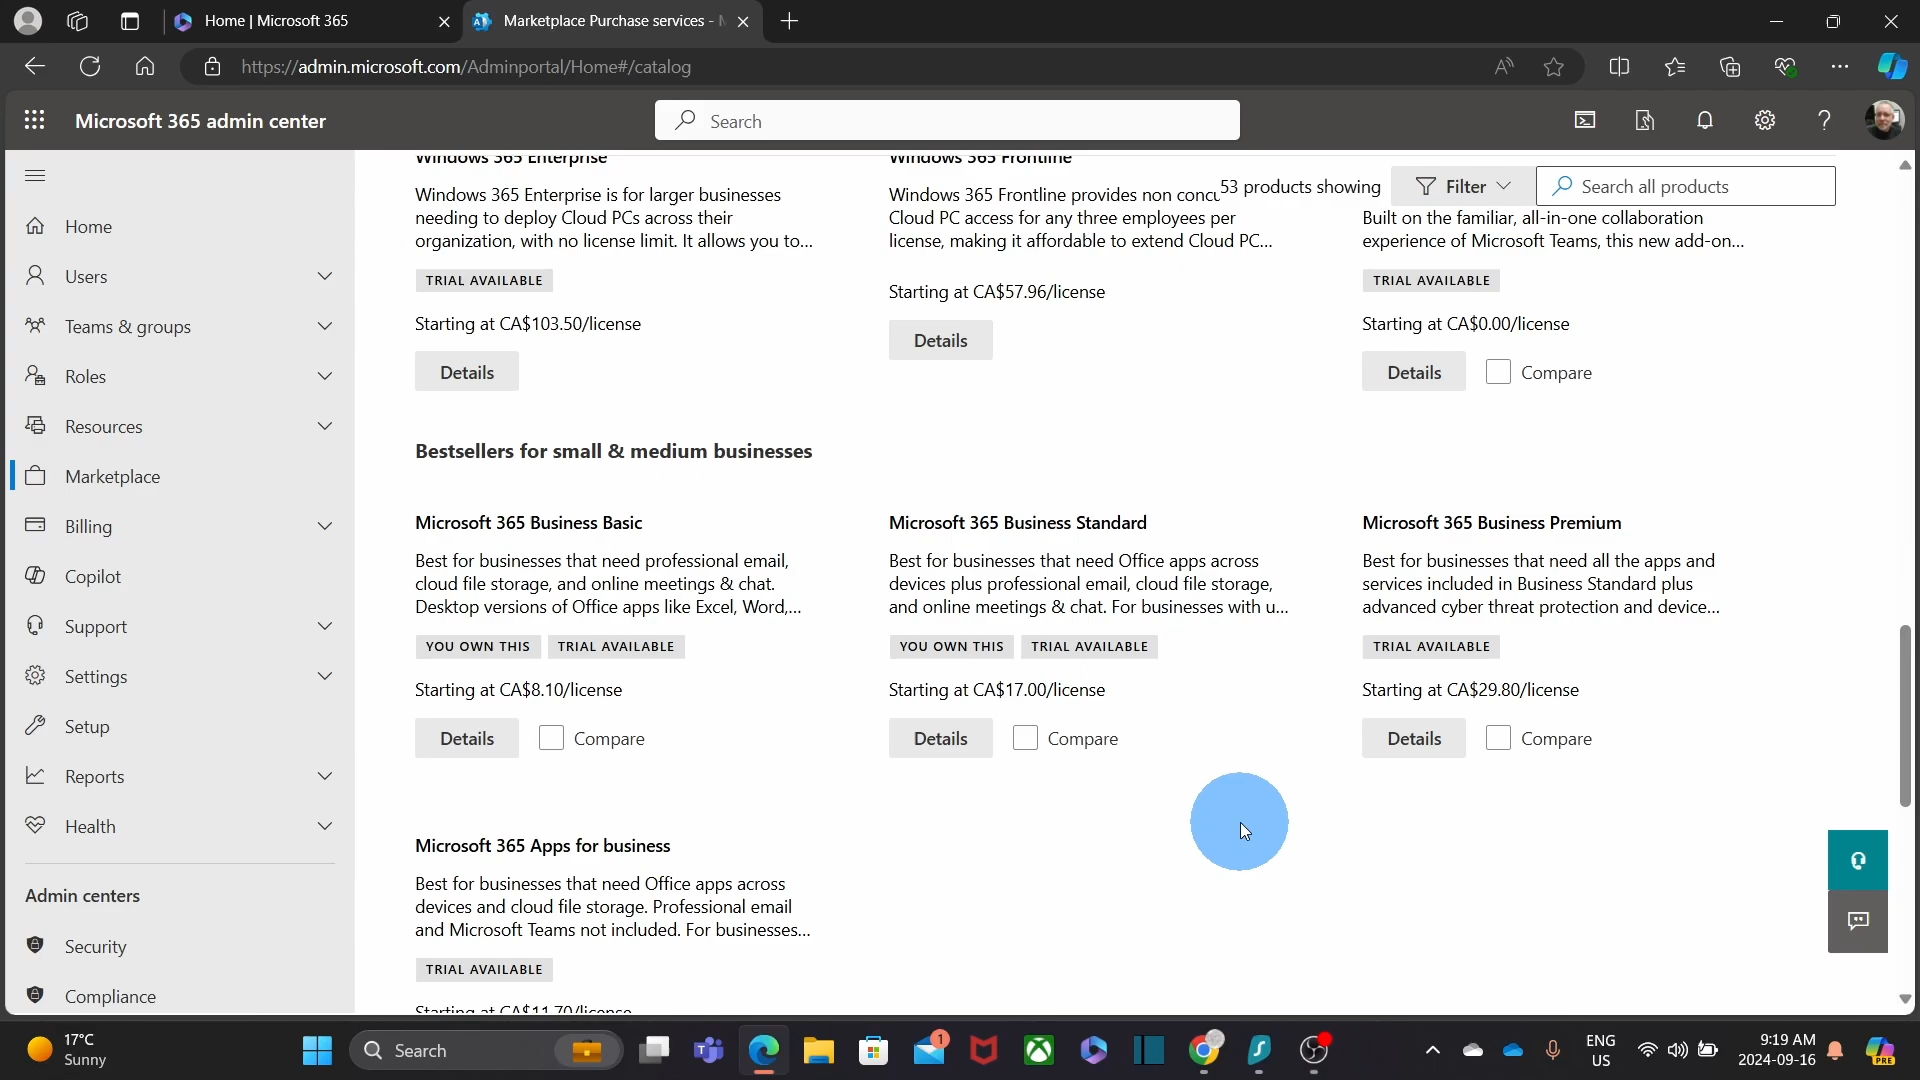 Home | Microsoft 365
Marketplace Purchase services -
https://admin.microsoft.com/Adminportal/Home#/catalog
Microsoft 365 admin center
Search
Home
Users
Teams & groups
Roles
Resources
Marketplace
Billing
Copilot
Support
Settings
Setup
Reports
Health
Admin centers
Security
Compliance
53 products showing
Filter
Search all products
Windows 365 Enterprise
Windows 365 Enterprise is for larger businesses
needing to deploy Cloud PCs across their
organization, with no license limit. It allows you to...
TRIAL AVAILABLE
Starting at CA$103.50/license
Details
Windows 365 Frontline
Windows 365 Frontline provides non concu
Cloud PC access for any three employees per
license, making it affordable to extend Cloud PC...
Starting at CA$57.96/license
Details
Built on the familiar, all-in-one collaboration
experience of Microsoft Teams, this new add-on...
TRIAL AVAILABLE
Starting at CA$0.00/license
Details
Compare
Bestsellers for small & medium businesses
Microsoft 365 Business Basic
Best for businesses that need professional email,
cloud file storage, and online meetings & chat.
Desktop versions of Office apps like Excel, Word,...
YOU OWN THIS
TRIAL AVAILABLE
Starting at CA$8.10/license
Details
Compare
Microsoft 365 Business Standard
Best for businesses that need Office apps across
devices plus professional email, cloud file storage,
and online meetings & chat. For businesses with u...
YOU OWN THIS
TRIAL AVAILABLE
Starting at CA$17.00/license
Details
Compare
Microsoft 365 Business Premium
Best for businesses that need all the apps and
services included in Business Standard plus
advanced cyber threat protection and device...
TRIAL AVAILABLE
Starting at CA$29.80/license
Details
Compare
Microsoft 365 Apps for business
Best for businesses that need Office apps across
devices and cloud file storage. Professional email
and Microsoft Teams not included. For businesses...
TRIAL AVAILABLE
Starting at CA$11.70/license
17°C
Sunny
Search
1
ENG
US
9:19 AM
2024-09-16
PRE